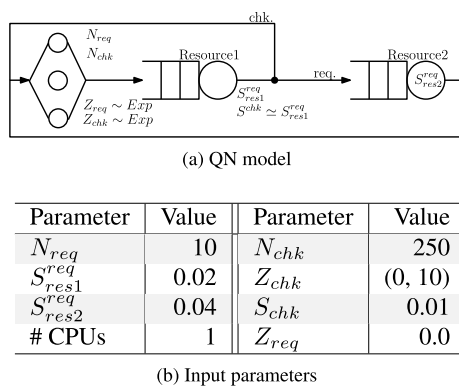 chk.
N_req
N_chk
Resource1
Resource2
req.
S^req_res1
S^req_res2
Z_req ~ Exp
Z_chk ~ Exp
S^chk ≃ S^req_res1
(a) QN model
Parameter Value Parameter Value
N_req 10 N_chk 250
S^req_res1 0.02 Z_chk (0, 10)
S^req_res2 0.04 S_chk 0.01
# CPUs 1 Z_req 0.0
(b) Input parameters